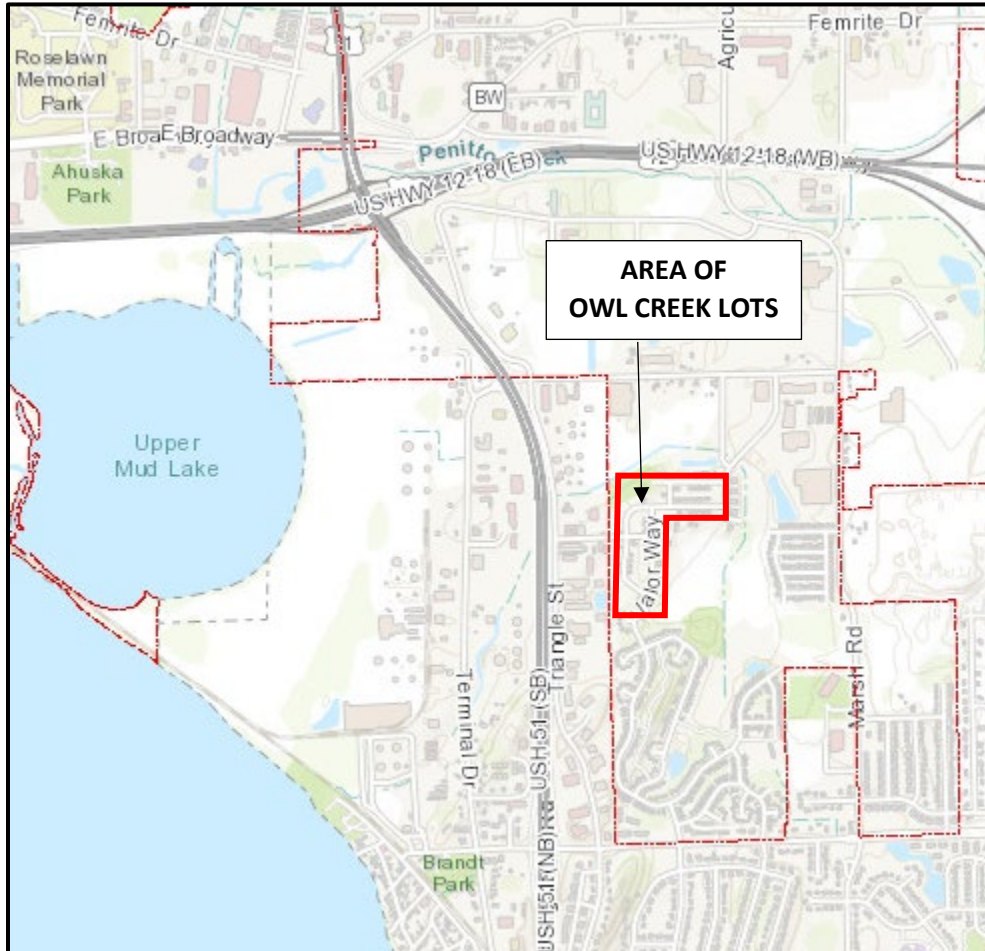 Femrite Dr
Femrite Dr
Roselawn
Memorial
Park
BW
E Broa
E Broadway
US HWY 12-18 (WB)
US HWY 12-18 (EB)
Ahuska
Park
AREA OF
OWL CREEK LOTS
Upper
Mud Lake
Valor Way
Triangle St
Marsh Rd
Terminal Dr
USH 51 (SB)
USH 51 (NB)
Brandt
Park